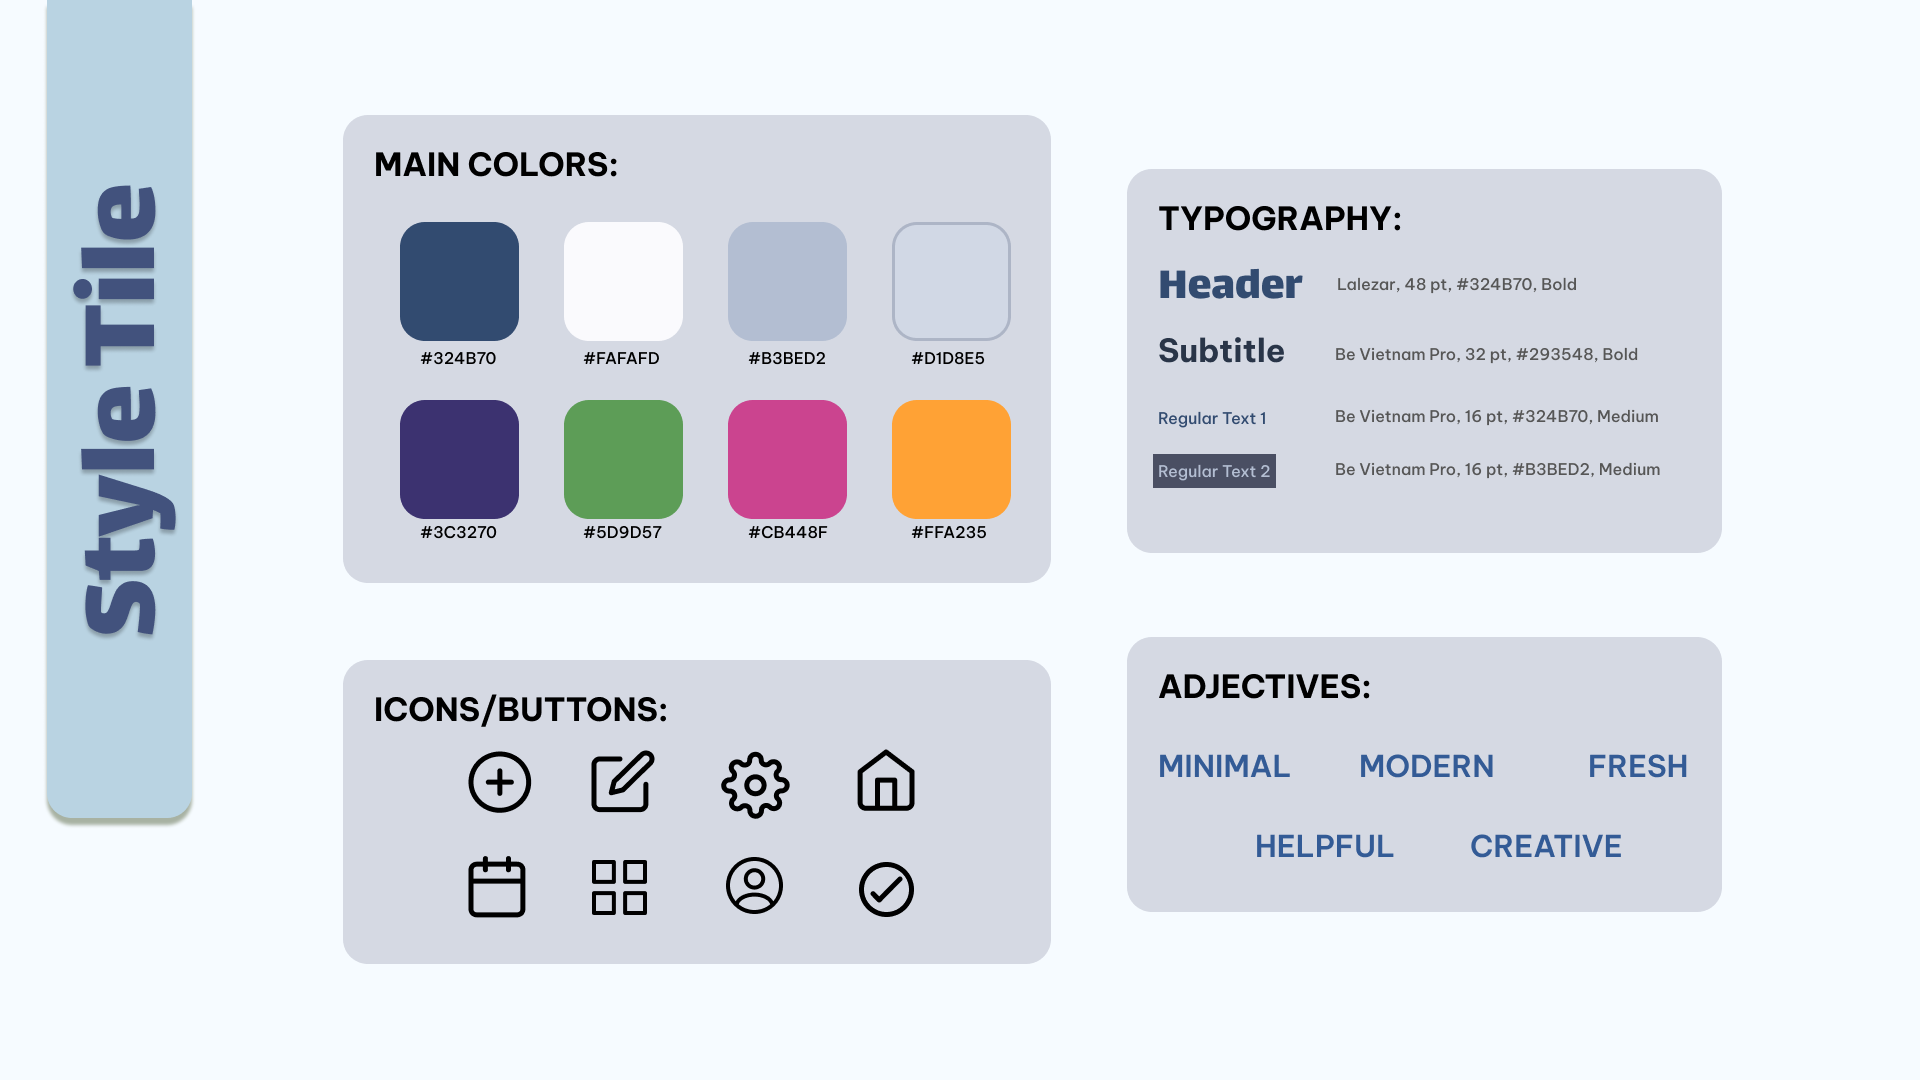 Style Tile
MAIN COLORS:
#324B70 #FAFAFD #B3BED2 #D1D8E5
#3C3270 #5D9D57 #CB448F #FFA235
ICONS/BUTTONS:
TYPOGRAPHY:
Header Lalezar, 48 pt, #324B70, Bold
Subtitle Be Vietnam Pro, 32 pt, #293548, Bold
Regular Text 1 Be Vietnam Pro, 16 pt, #324B70, Medium
Regular Text 2 Be Vietnam Pro, 16 pt, #B3BED2, Medium
ADJECTIVES:
MINIMAL MODERN FRESH
HELPFUL CREATIVE